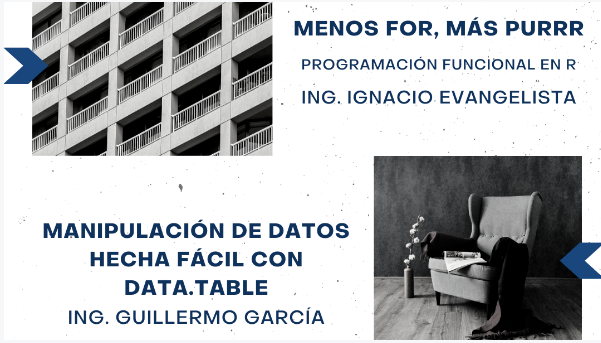 MENOS FOR, MÁS PURRR
PROGRAMACIÓN FUNCIONAL EN R
ING. IGNACIO EVANGELISTA
MANIPULACIÓN DE DATOS
HECHA FÁCIL CON
DATA.TABLE
ING. GUILLERMO GARCÍA